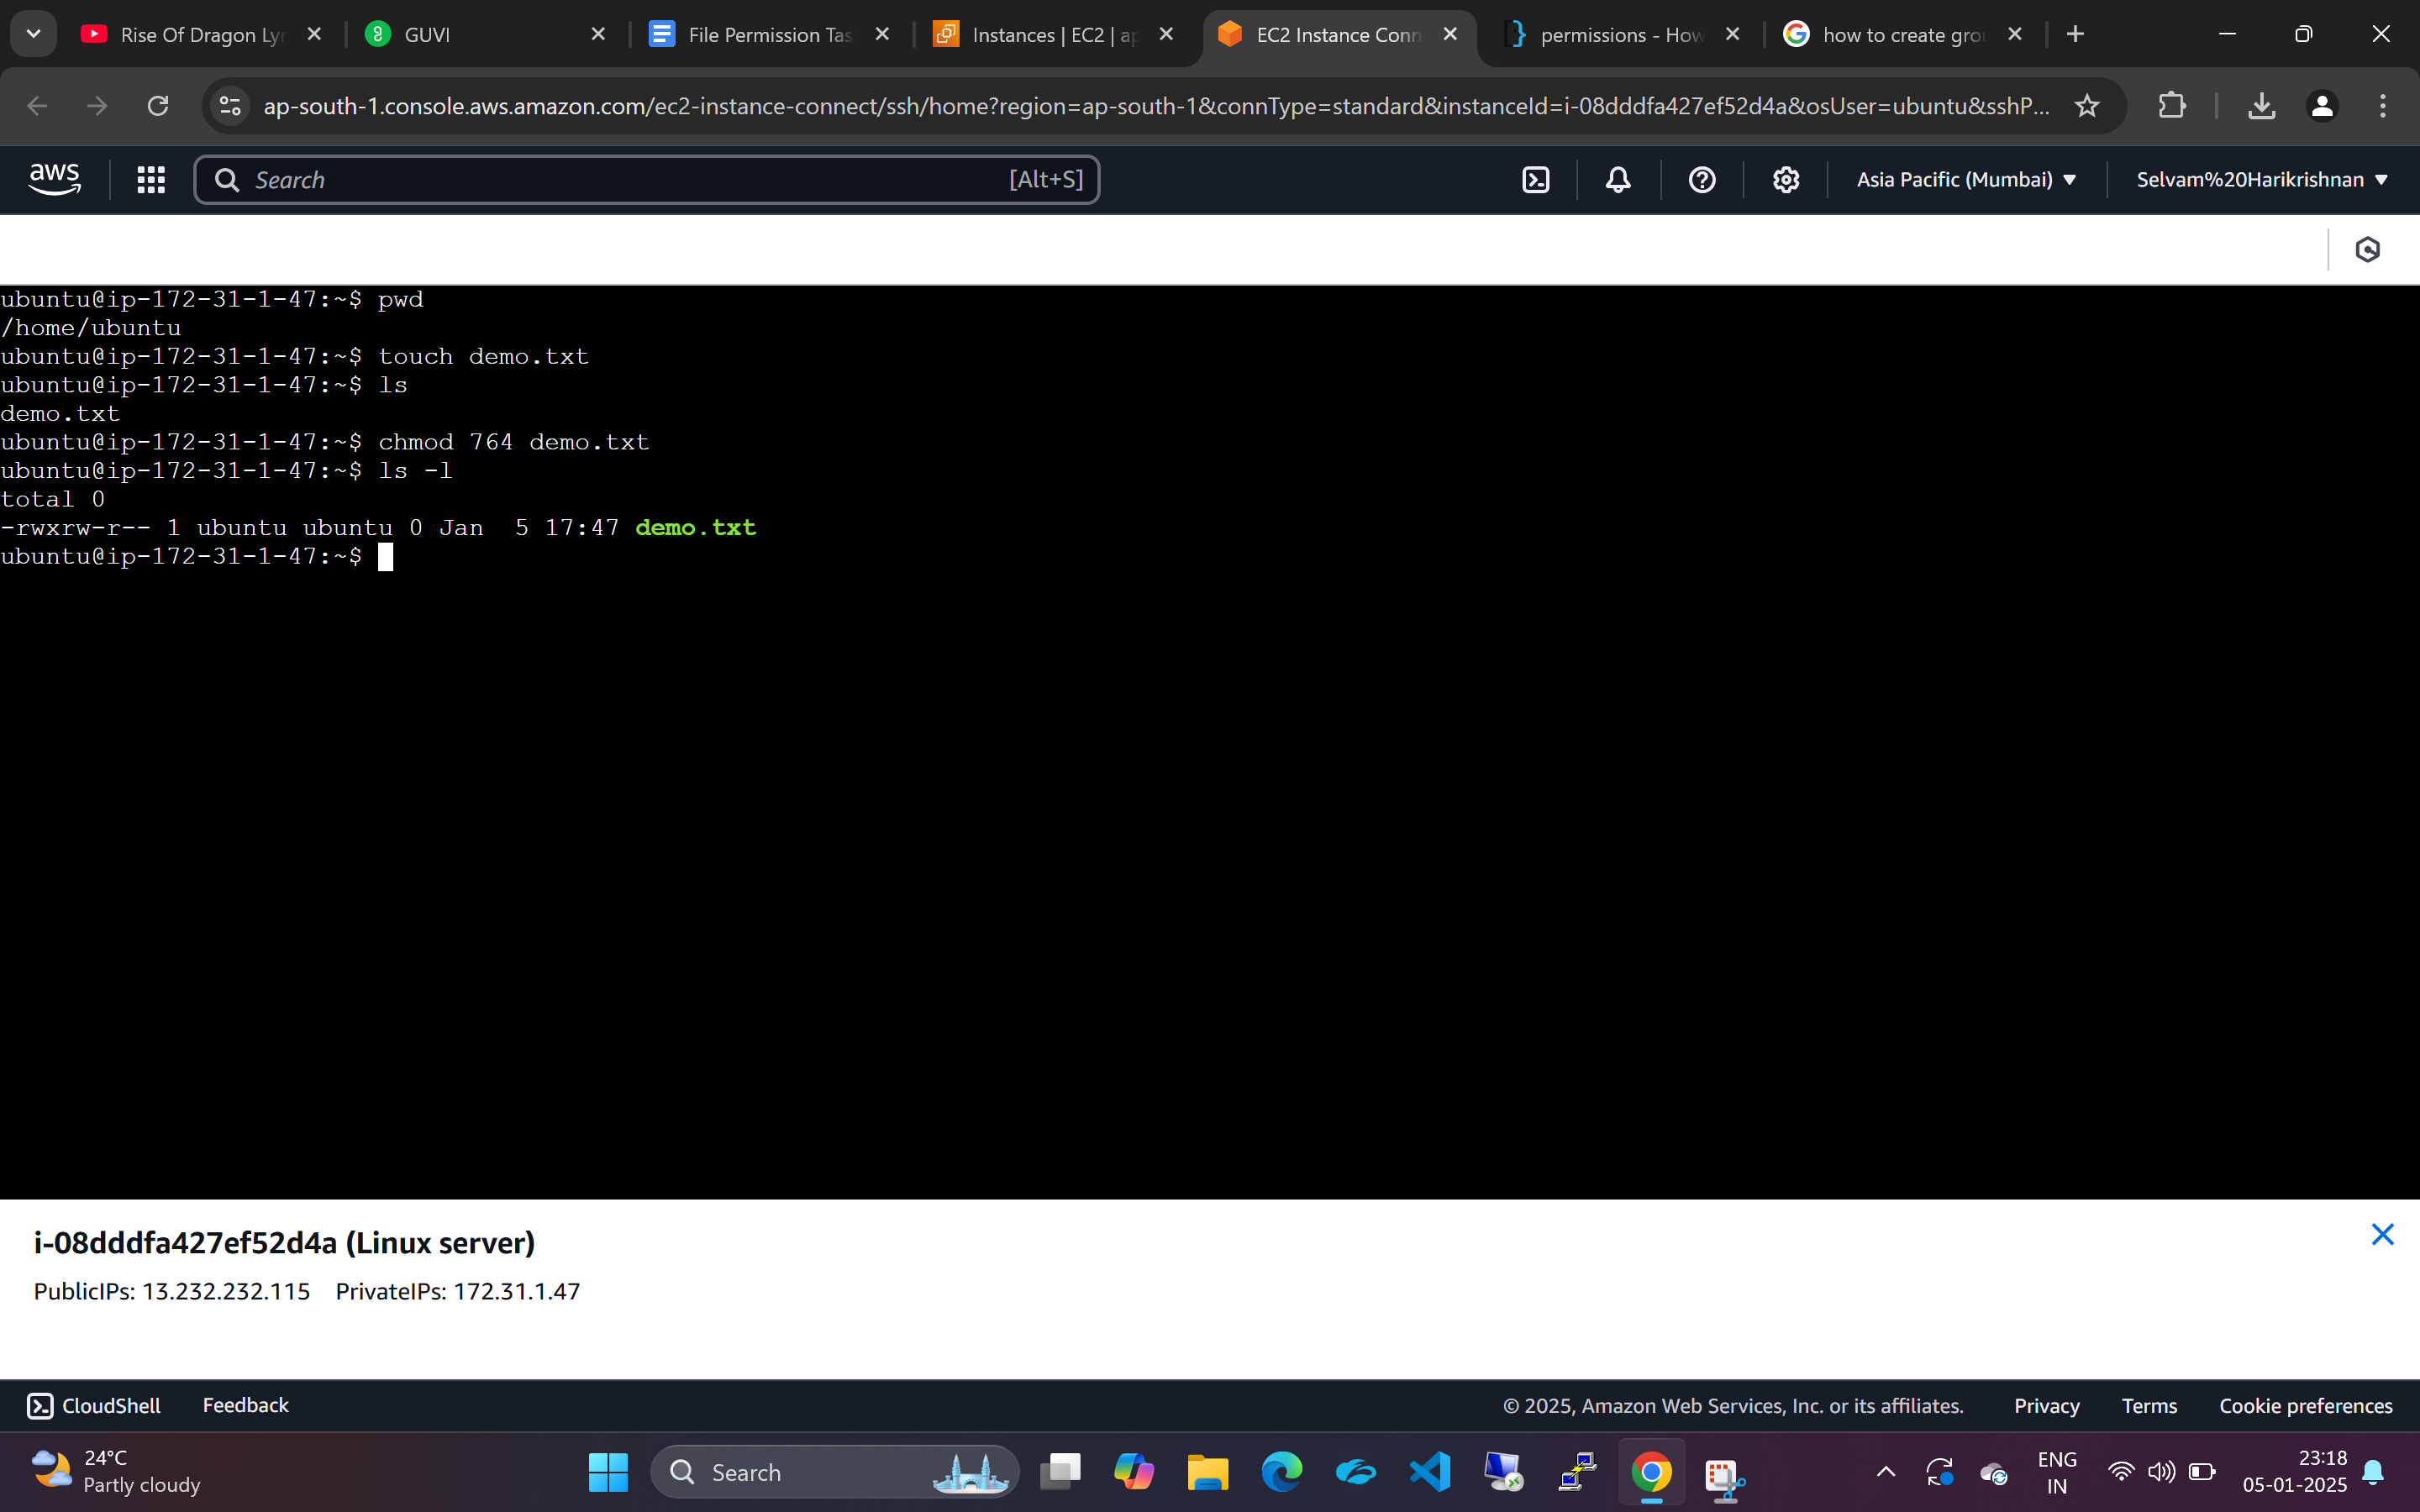 Rise Of Dragon Lyr
GUVI
File Permission Tas
Instances | EC2 | ap
EC2 Instance Conn
permissions - How
how to create grou
ap-south-1.console.aws.amazon.com/ec2-instance-connect/ssh/home?region=ap-south-1&connType=standard&instanceId=i-08dddfa427ef52d4a&osUser=ubuntu&sshP...
aws
Search
[Alt+S]
Asia Pacific (Mumbai)
Selvam%20Harikrishnan
ubuntu@ip-172-31-1-47:~$ pwd
/home/ubuntu
ubuntu@ip-172-31-1-47:~$ touch demo.txt
ubuntu@ip-172-31-1-47:~$ ls
demo.txt
ubuntu@ip-172-31-1-47:~$ chmod 764 demo.txt
ubuntu@ip-172-31-1-47:~$ ls -l
total 0
-rwxrw-r-- 1 ubuntu ubuntu 0 Jan  5 17:47 demo.txt
ubuntu@ip-172-31-1-47:~$
i-08dddfa427ef52d4a (Linux server)
PublicIPs: 13.232.232.115 PrivateIPs: 172.31.1.47
CloudShell
Feedback
© 2025, Amazon Web Services, Inc. or its affiliates.
Privacy
Terms
Cookie preferences
24°C
Partly cloudy
Search
ENG
IN
23:18
05-01-2025